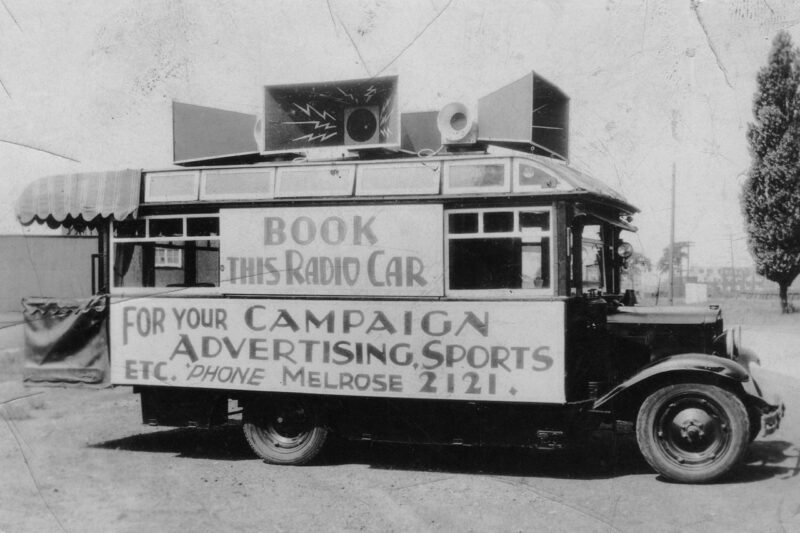 BOOK
THIS RADIO CAR
FOR YOUR CAMPAIGN
ADVERTISING, SPORTS
ETC. 'PHONE MELROSE 2121.